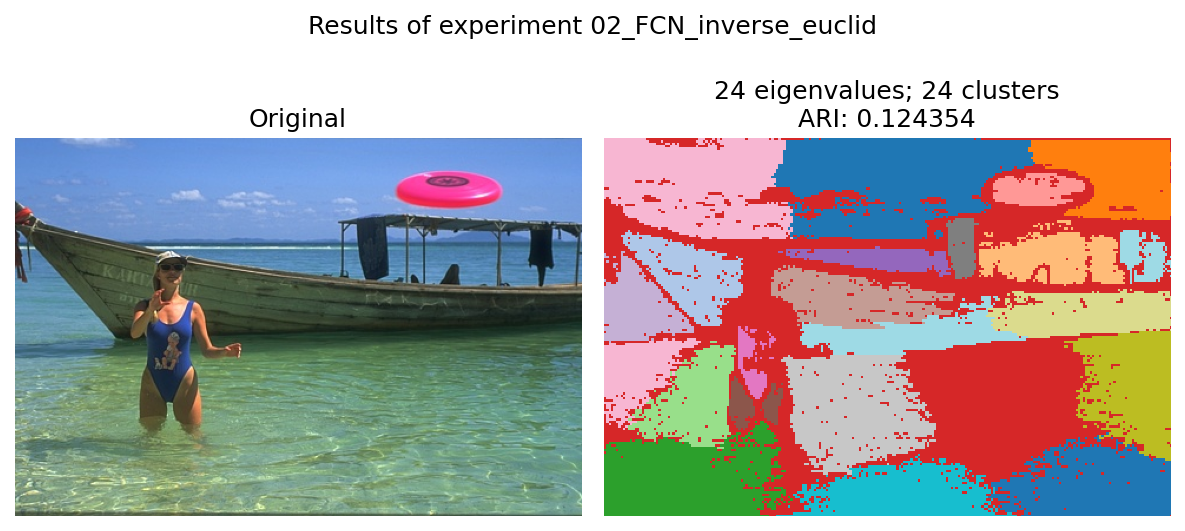 Results of experiment 02_FCN_inverse_euclid
Original
24 eigenvalues; 24 clusters
ARI: 0.124354